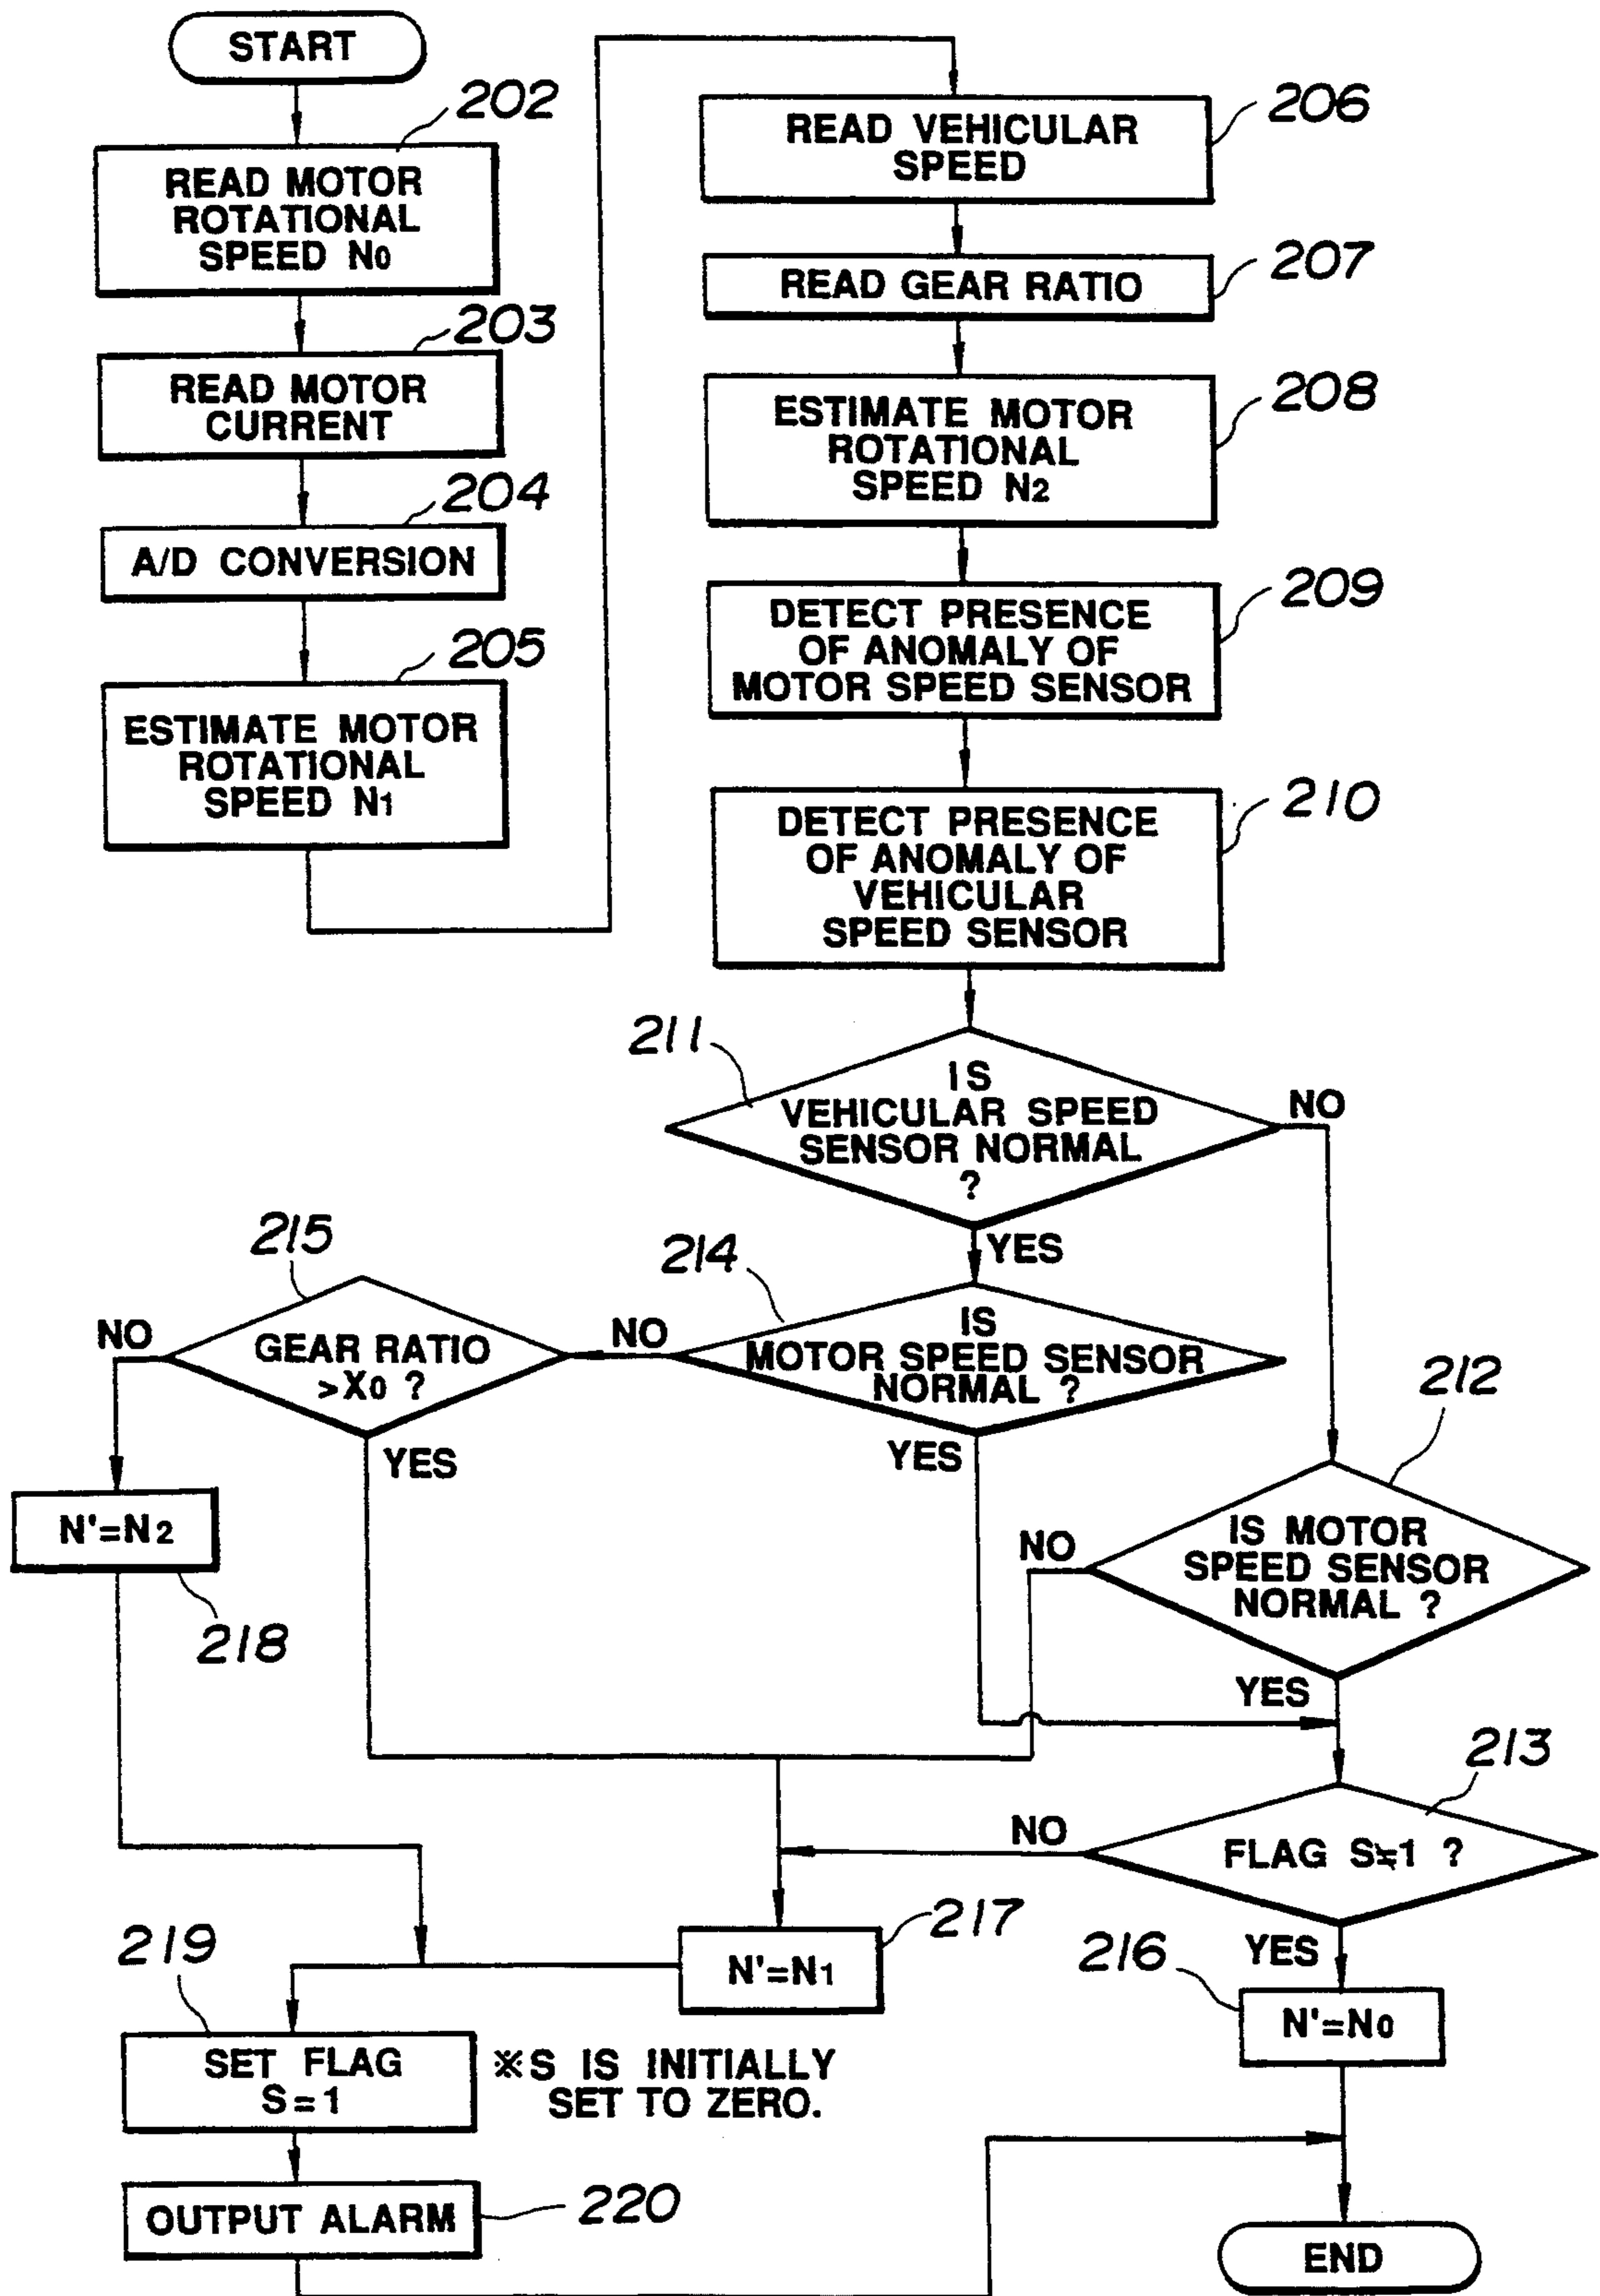 START
202
READ MOTOR
ROTATIONAL
SPEED N0
203
READ MOTOR
CURRENT
204
A/D CONVERSION
205
ESTIMATE MOTOR
ROTATIONAL
SPEED N1
206
READ VEHICULAR
SPEED
207
READ GEAR RATIO
208
ESTIMATE MOTOR
ROTATIONAL
SPEED N2
209
DETECT PRESENCE
OF ANOMALY OF
MOTOR SPEED SENSOR
210
DETECT PRESENCE
OF ANOMALY OF
VEHICULAR
SPEED SENSOR
211
IS
VEHICULAR SPEED
SENSOR NORMAL
?
NO
YES
214
IS
MOTOR SPEED SENSOR
NORMAL ?
NO
YES
215
GEAR RATIO
>X0 ?
NO
YES
212
IS MOTOR
SPEED SENSOR
NORMAL ?
NO
YES
N'=N2
218
213
FLAG S≠1 ?
NO
YES
217
N'=N1
216
N'=N0
219
SET FLAG
S=1
※S IS INITIALLY
SET TO ZERO.
220
OUTPUT ALARM
END